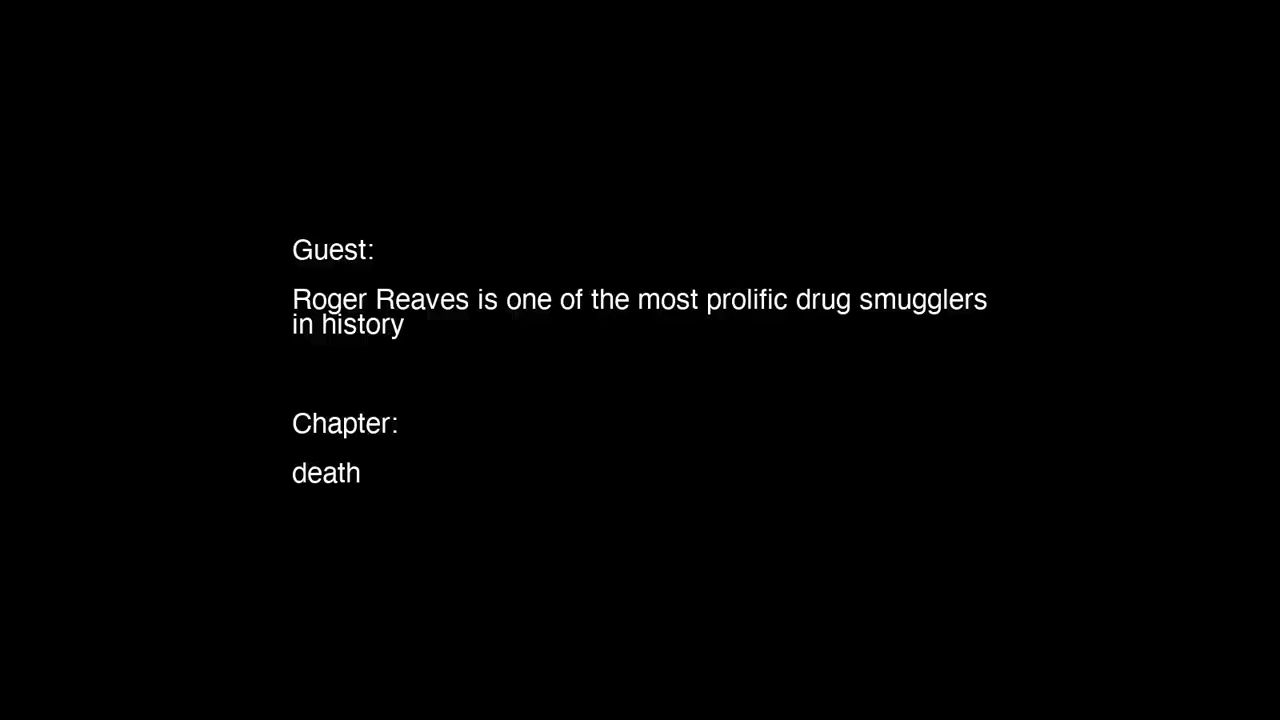 Guest:
Roger Reaves is one of the most prolific drug smugglers
in history
Chapter:
death